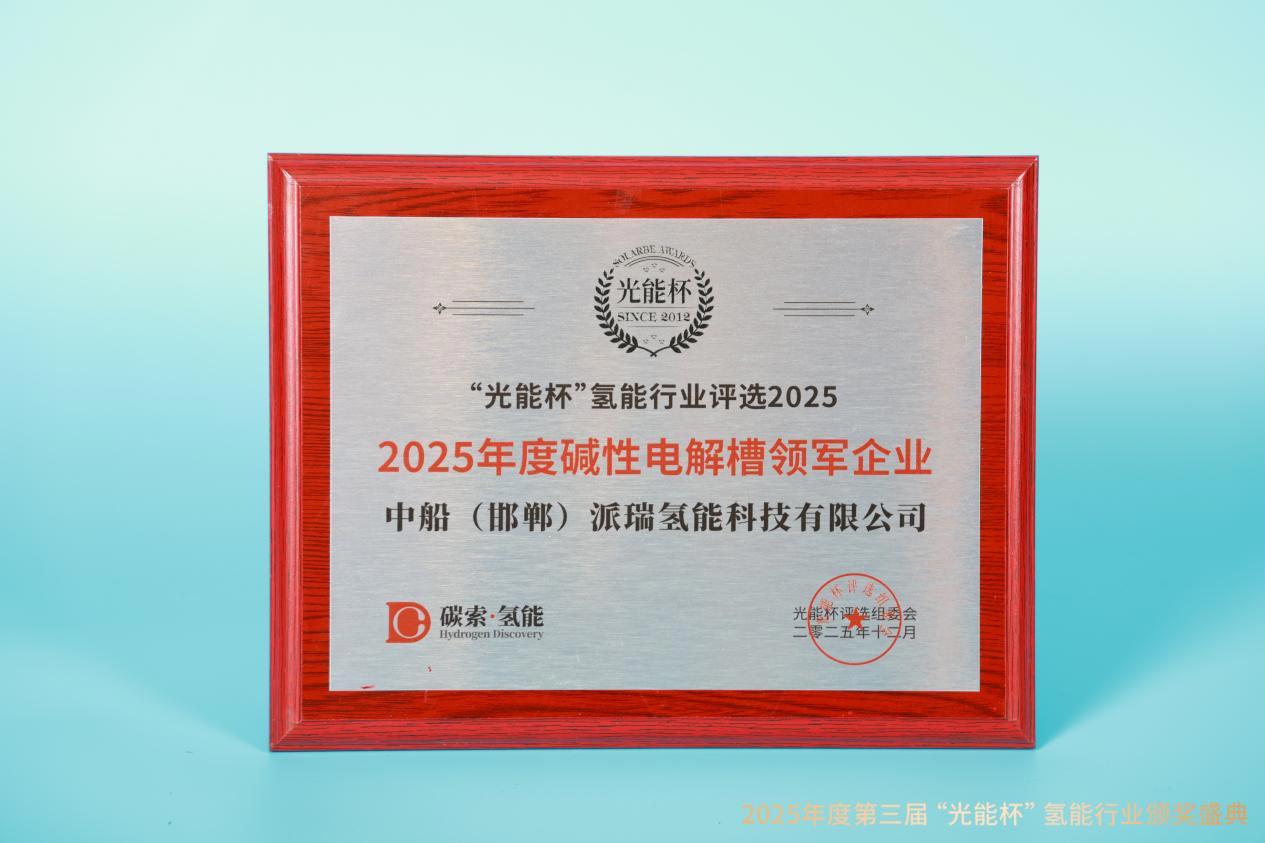 SOLARBE AWARDS
光能杯
SINCE 2012
“光能杯”氢能行业评选2025
2025年度碱性电解槽领军企业
中船（邯郸）派瑞氢能科技有限公司
碳索·氢能
Hydrogen Discovery
光能杯评选组委会
二零二五年十二月
2025年度第三届“光能杯”氢能行业颁奖盛典